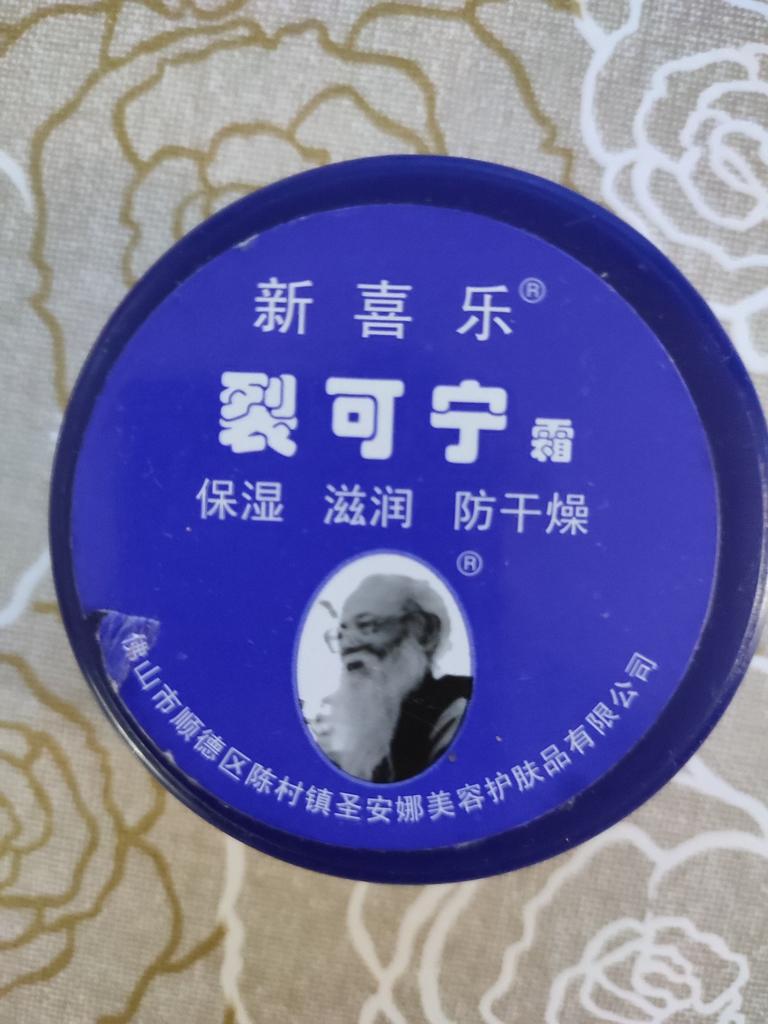 新喜乐®
裂可宁霜
保湿 滋润 防干燥
®
佛山市顺德区陈村镇圣安娜美容护肤品有限公司